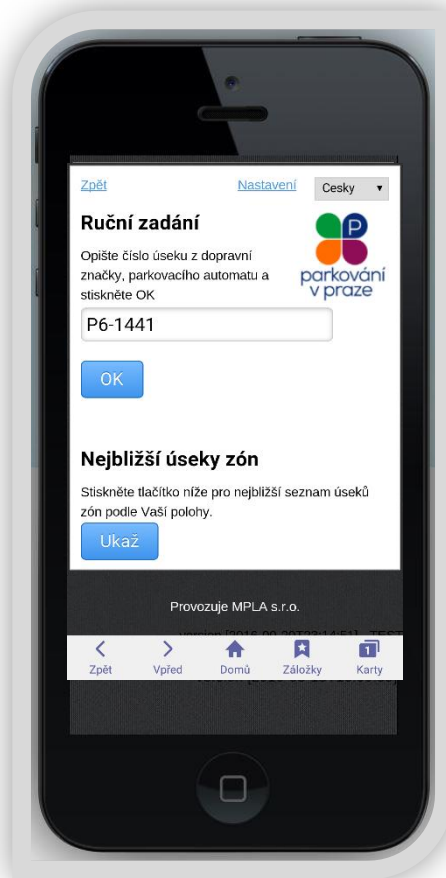 Zpět Nastavení Cesky
Ruční zadání
P
Opište číslo úseku z dopravní
značky, parkovacího automatu a
stiskněte OK
parkování
v praze
P6-1441
OK
Nejbližší úseky zón
Stiskněte tlačítko níže pro nejbližší seznam úseků
zón podle Vaší polohy.
Ukaž
Provozuje MPLA s.r.o.
1
Zpět Vpřed Domů Záložky Karty